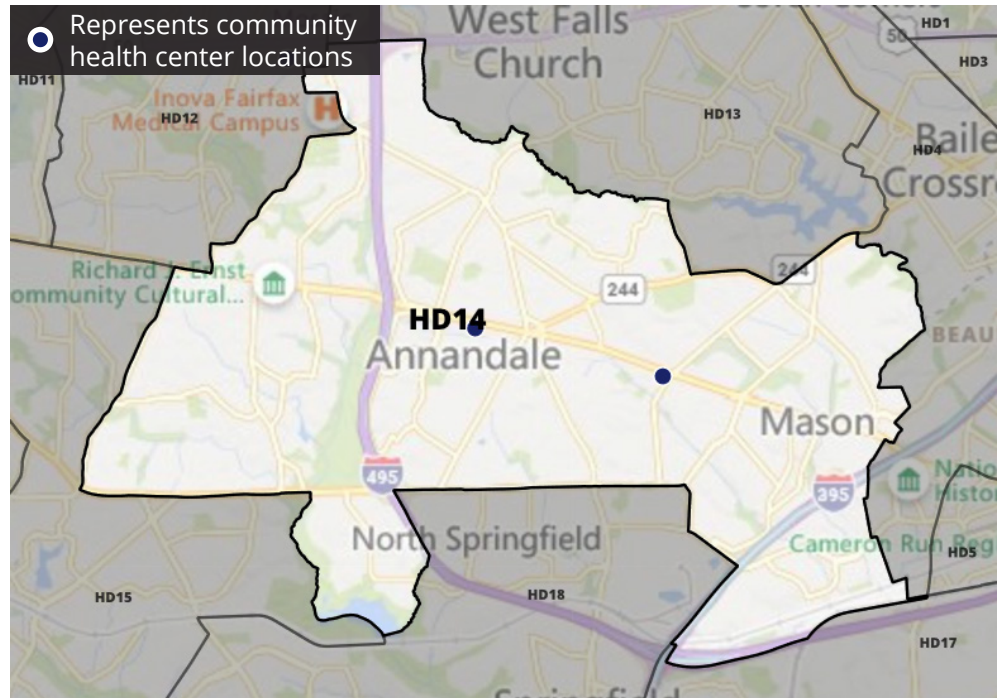 Represents community
health center locations
West Falls
Church
50
HD1
HD3
HD11
Inova Fairfax
Medical Campus
H
HD12
HD13
HD4
Baile
Crossr
Richard J. Ernst
ommunity Cultural...
244
244
HD14
Annandale
BEAU
Mason
495
395
Natio
Histor
North Springfield
Cameron Run Reg
HD5
HD15
HD18
HD17
Springfield